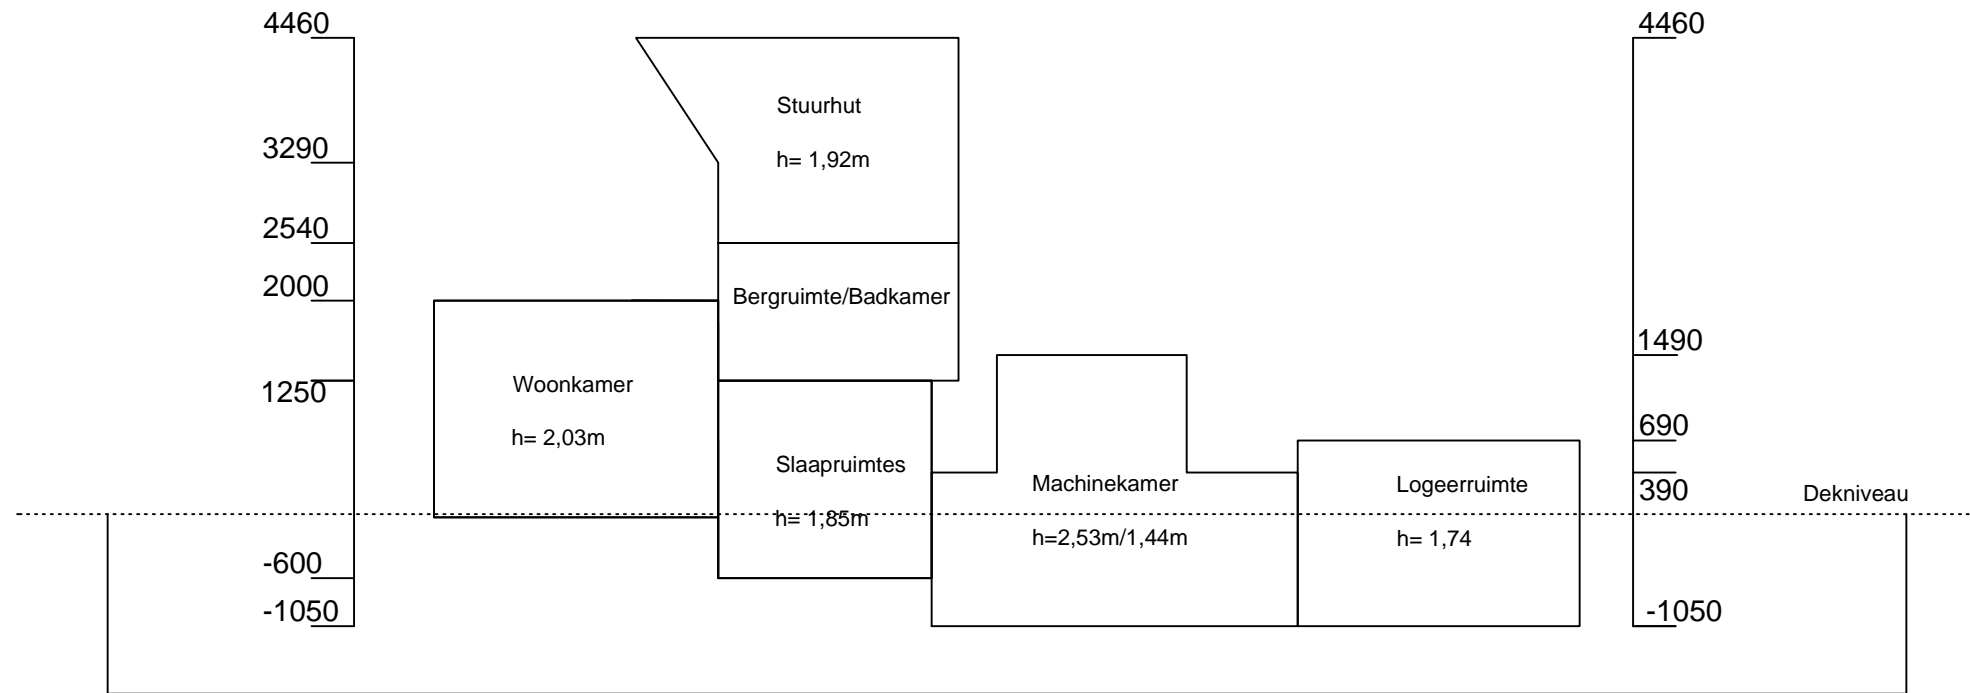 4460
4460
Stuurhut
h= 1,92m
3290
2540
2000
Bergruimte/Badkamer
1490
1250
Woonkamer
h= 2,03m
690
Slaapruimtes
h= 1,85m
Machinekamer
h=2,53m/1,44m
Logeerruimte
h= 1,74
390
Dekniveau
-600
-1050
-1050